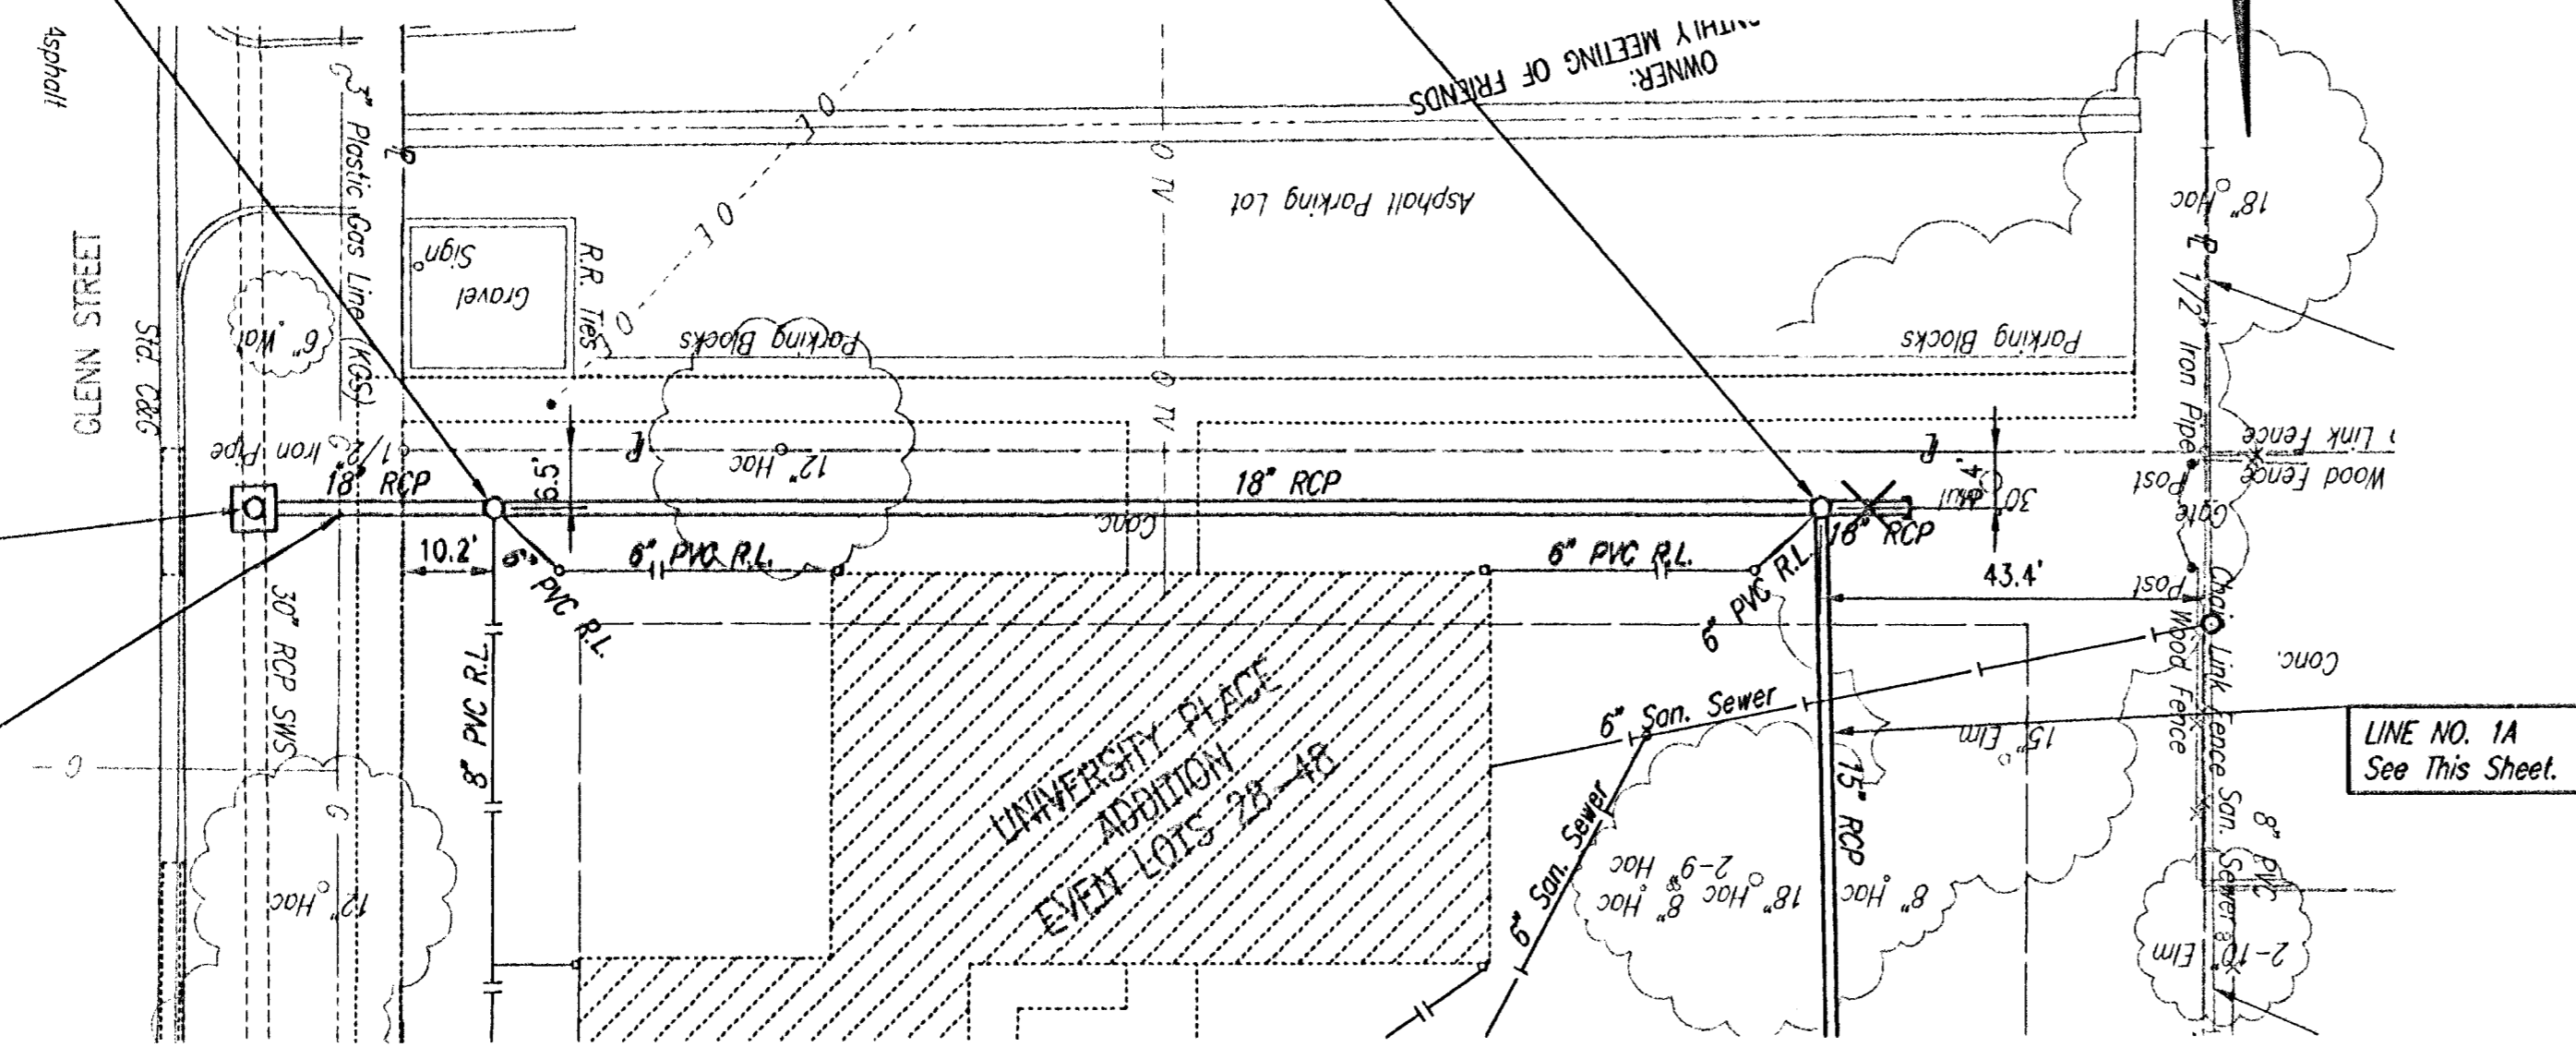 Asphalt
GLENN STREET
Std. C&G
3" Plastic Gas Line (KGS)
OWNER:
MONTHLY MEETING OF FRIENDS
Asphalt Parking Lot
Sign
Gravel
R.R. Ties
Parking Blocks
Parking Blocks
6" Wal
18" Hac
1/2" Iron Pipe
1/2" Iron Pipe
Link Fence
Wood Fence
12" Hac
6.5'
4'
18" RCP
18" RCP
18" RCP
30" Mul
Post
Gate
Post
Conc.
10.2'
6" PVC R.L.
6" PVC R.L.
6" PVC R.L.
6" PVC R.L.
43.4'
8" PVC R.L.
30" RCP SWS
O TV
O TV
O E
O E
O E
G
G
G
UNIVERSITY PLACE
ADDITION
EVEN LOTS 28-48
6" San. Sewer
6" San. Sewer
15" RCP
15" Elm
Wood Fence
Chain Link Fence
Conc.
8" PVC
San. Sewer
LINE NO. 1A
See This Sheet.
12" Hac
2-9" Hac
18" Hac
8" Hac
8" Hac
2-10" Elm